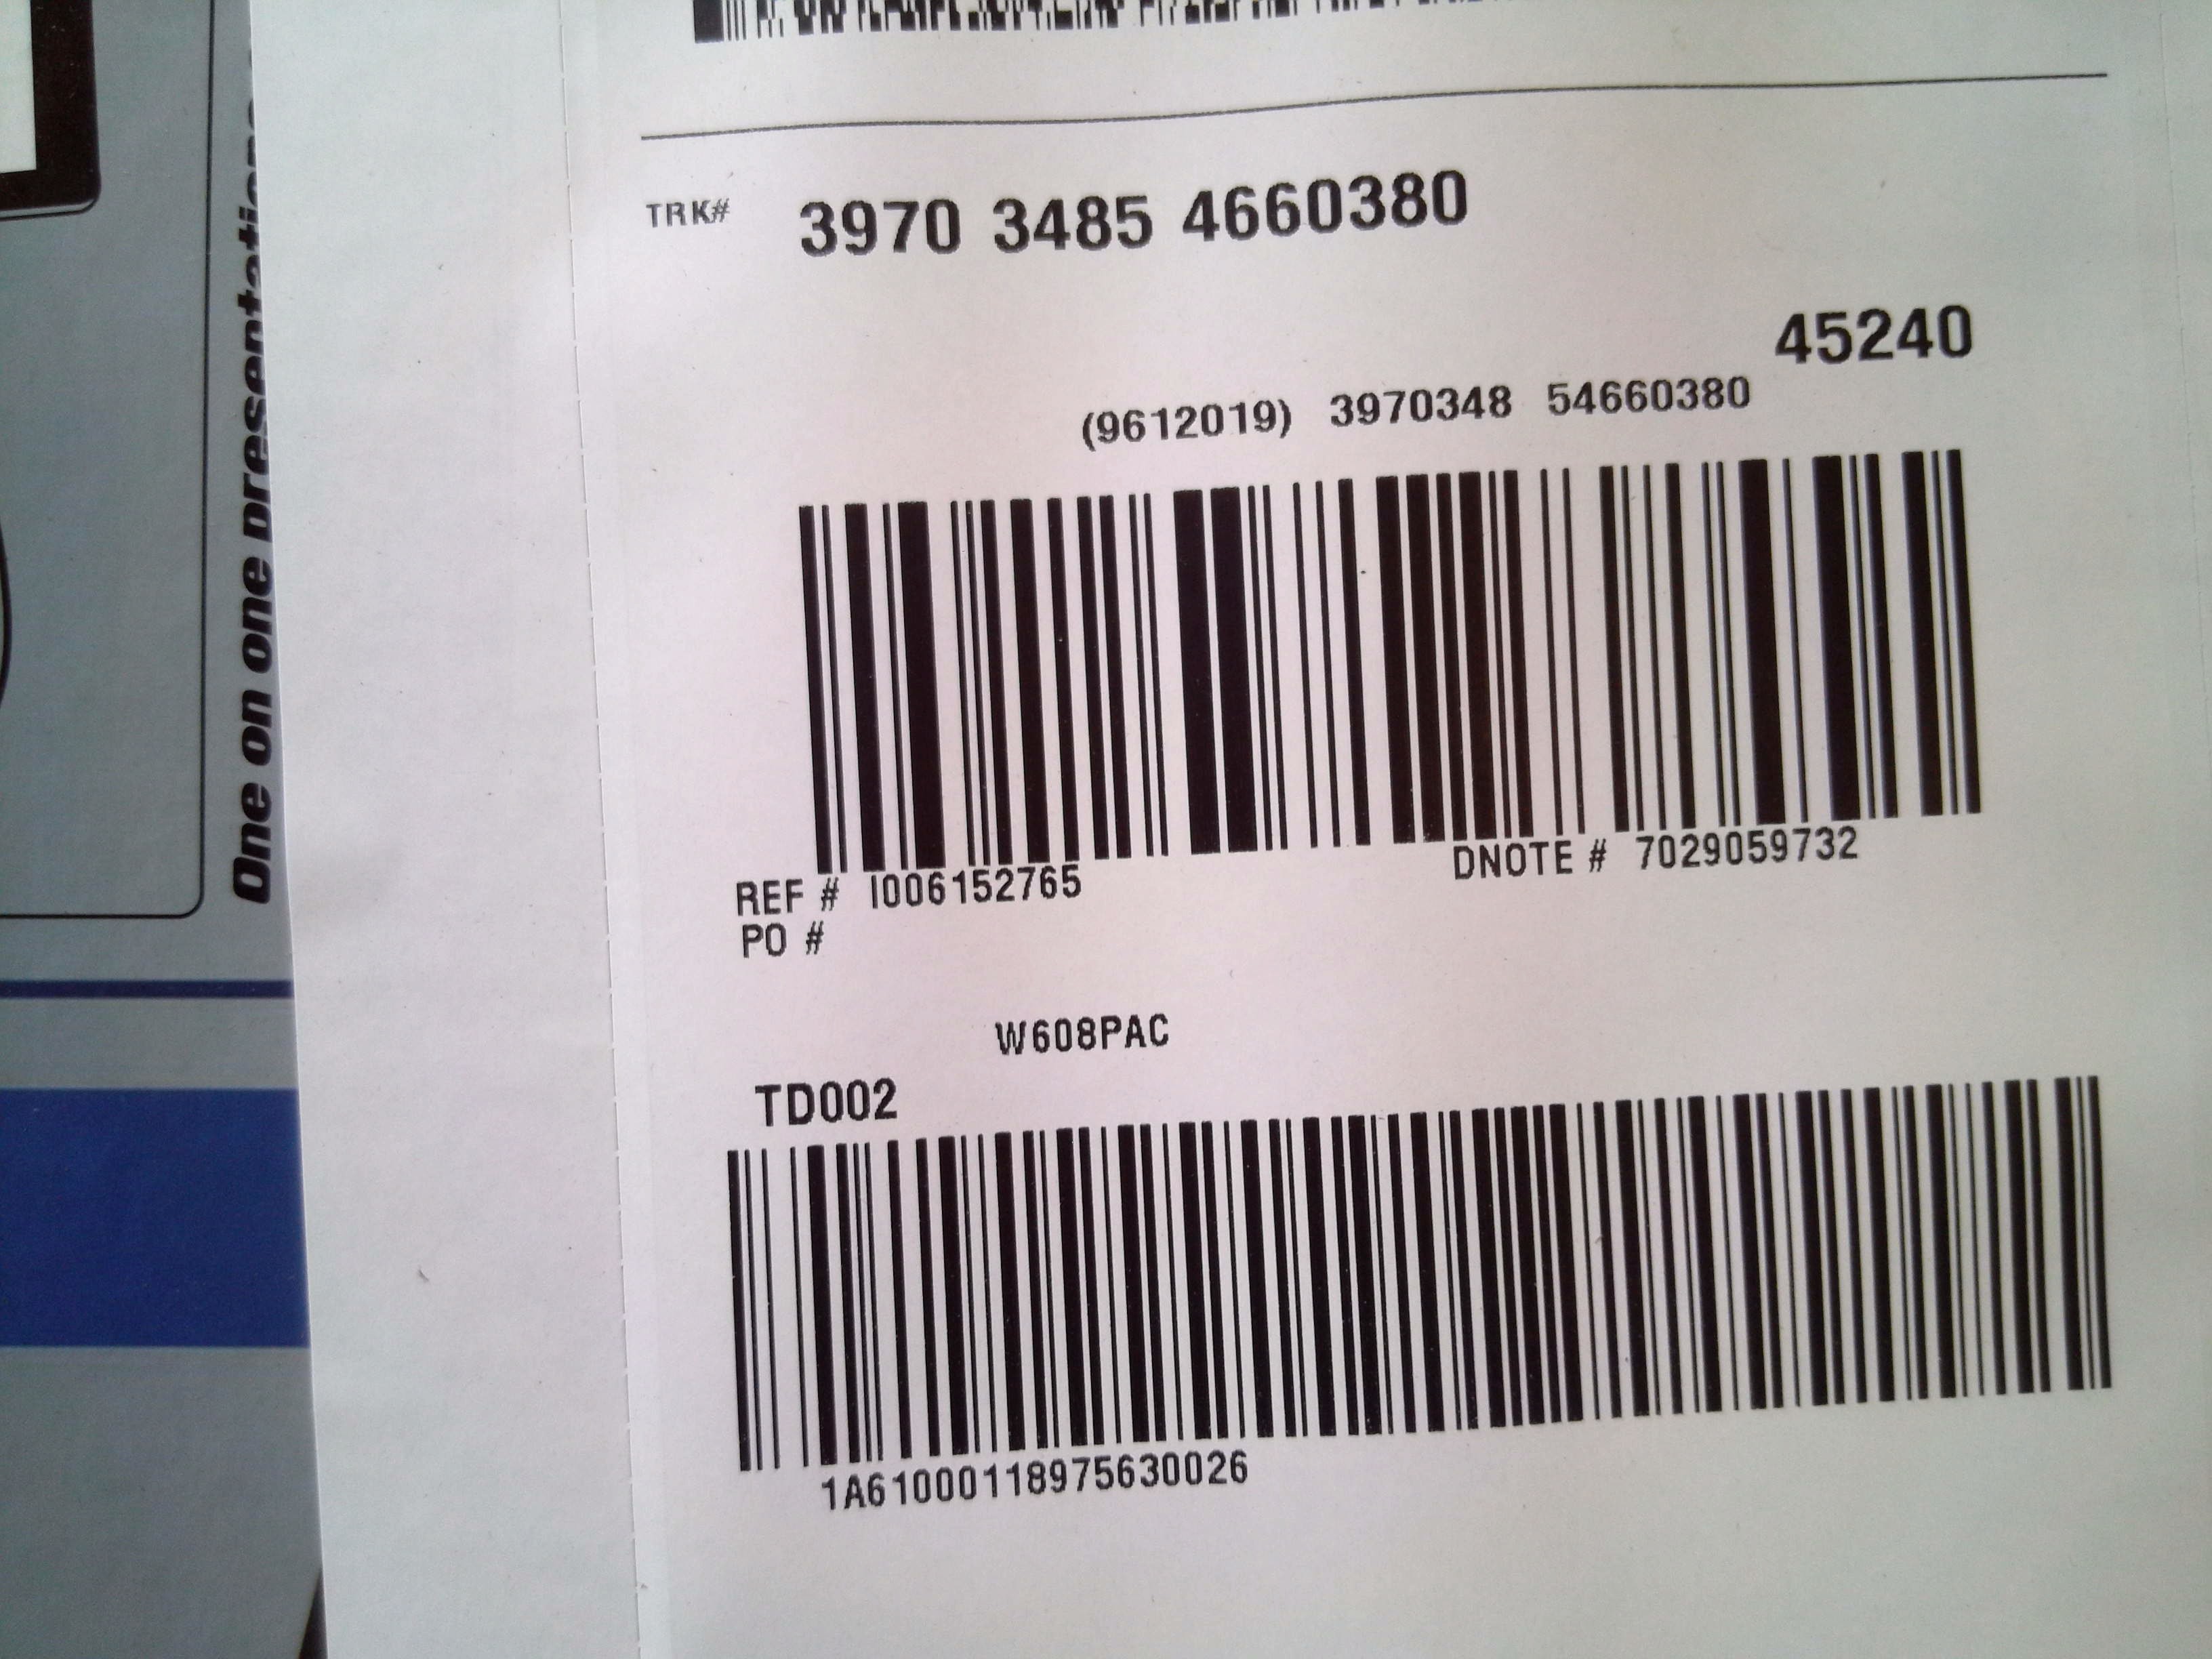 TRK# 3970 3485 4660380
45240
(9612019) 3970348 54660380
REF # I006152765 DNOTE # 7029059732
PO #
W608PAC
TD002
1A61000118975630026
One on one presentations